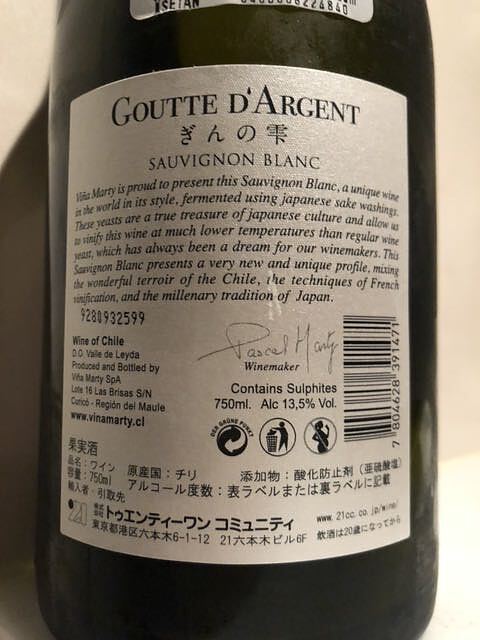 ISETAN 0400006224840
GOUTTE D'ARGENT
ぎんの雫
SAUVIGNON BLANC
Viña Marty is proud to present this Sauvignon Blanc, a unique wine
in the world in its style, fermented using japanese sake washings.
These yeasts are a true treasure of japanese culture and allow us
to vinify this wine at much lower temperatures than regular wine
yeast, which has always been a dream for our winemakers. This
Sauvignon Blanc presents a very new and unique profile, mixing
the wonderful terroir of the Chile, the techniques of French
vinification, and the millenary tradition of Japan.
9280932599
Wine of Chile
D.O. Valle de Leyda
Produced and Bottled by
Viña Marty SpA
Lote 16 Las Brisas S/N
Curicó - Región del Maule
www.vinamarty.cl
Pascal Marty
Winemaker
Contains Sulphites
750ml. Alc 13,5% Vol.
DER GRÜNE PUNKT
7 804628 391471
果実酒
品名：ワイン 原産国：チリ 添加物：酸化防止剤（亜硫酸塩）
容量：750ml アルコール度数：表ラベルまたは裏ラベルに記載
輸入者・引取先
株式会社 トゥエンティーワン コミュニティ www.21cc.co.jp/wine/
東京都港区六本木6-1-12 21六本木ビル6F 飲酒は20歳になってから